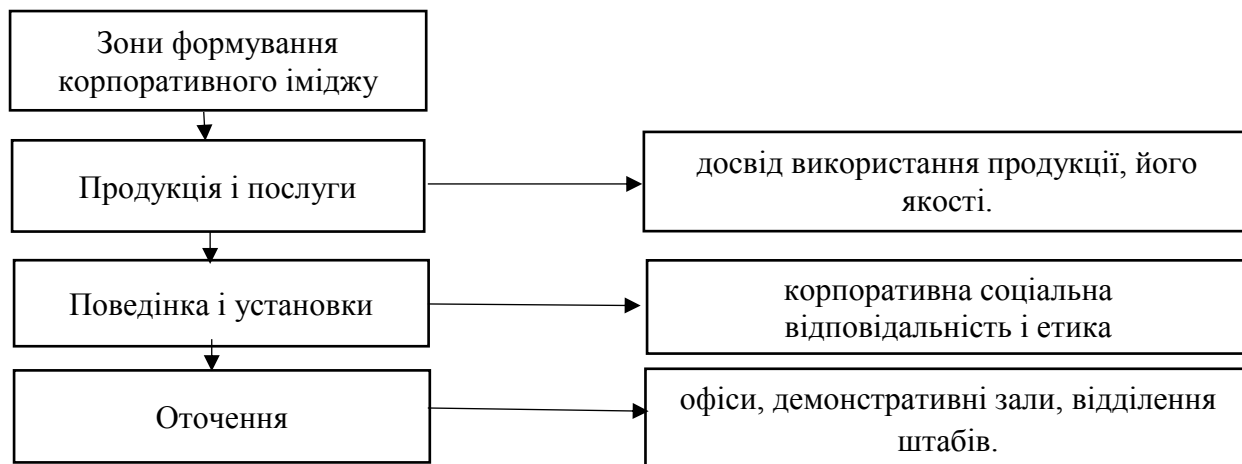 Зони формування
корпоративного іміджу
Продукція і послуги
досвід використання продукції, його
якості.
Поведінка і установки
корпоративна соціальна
відповідальність і етика
Оточення
офіси, демонстративні зали, відділення
штабів.